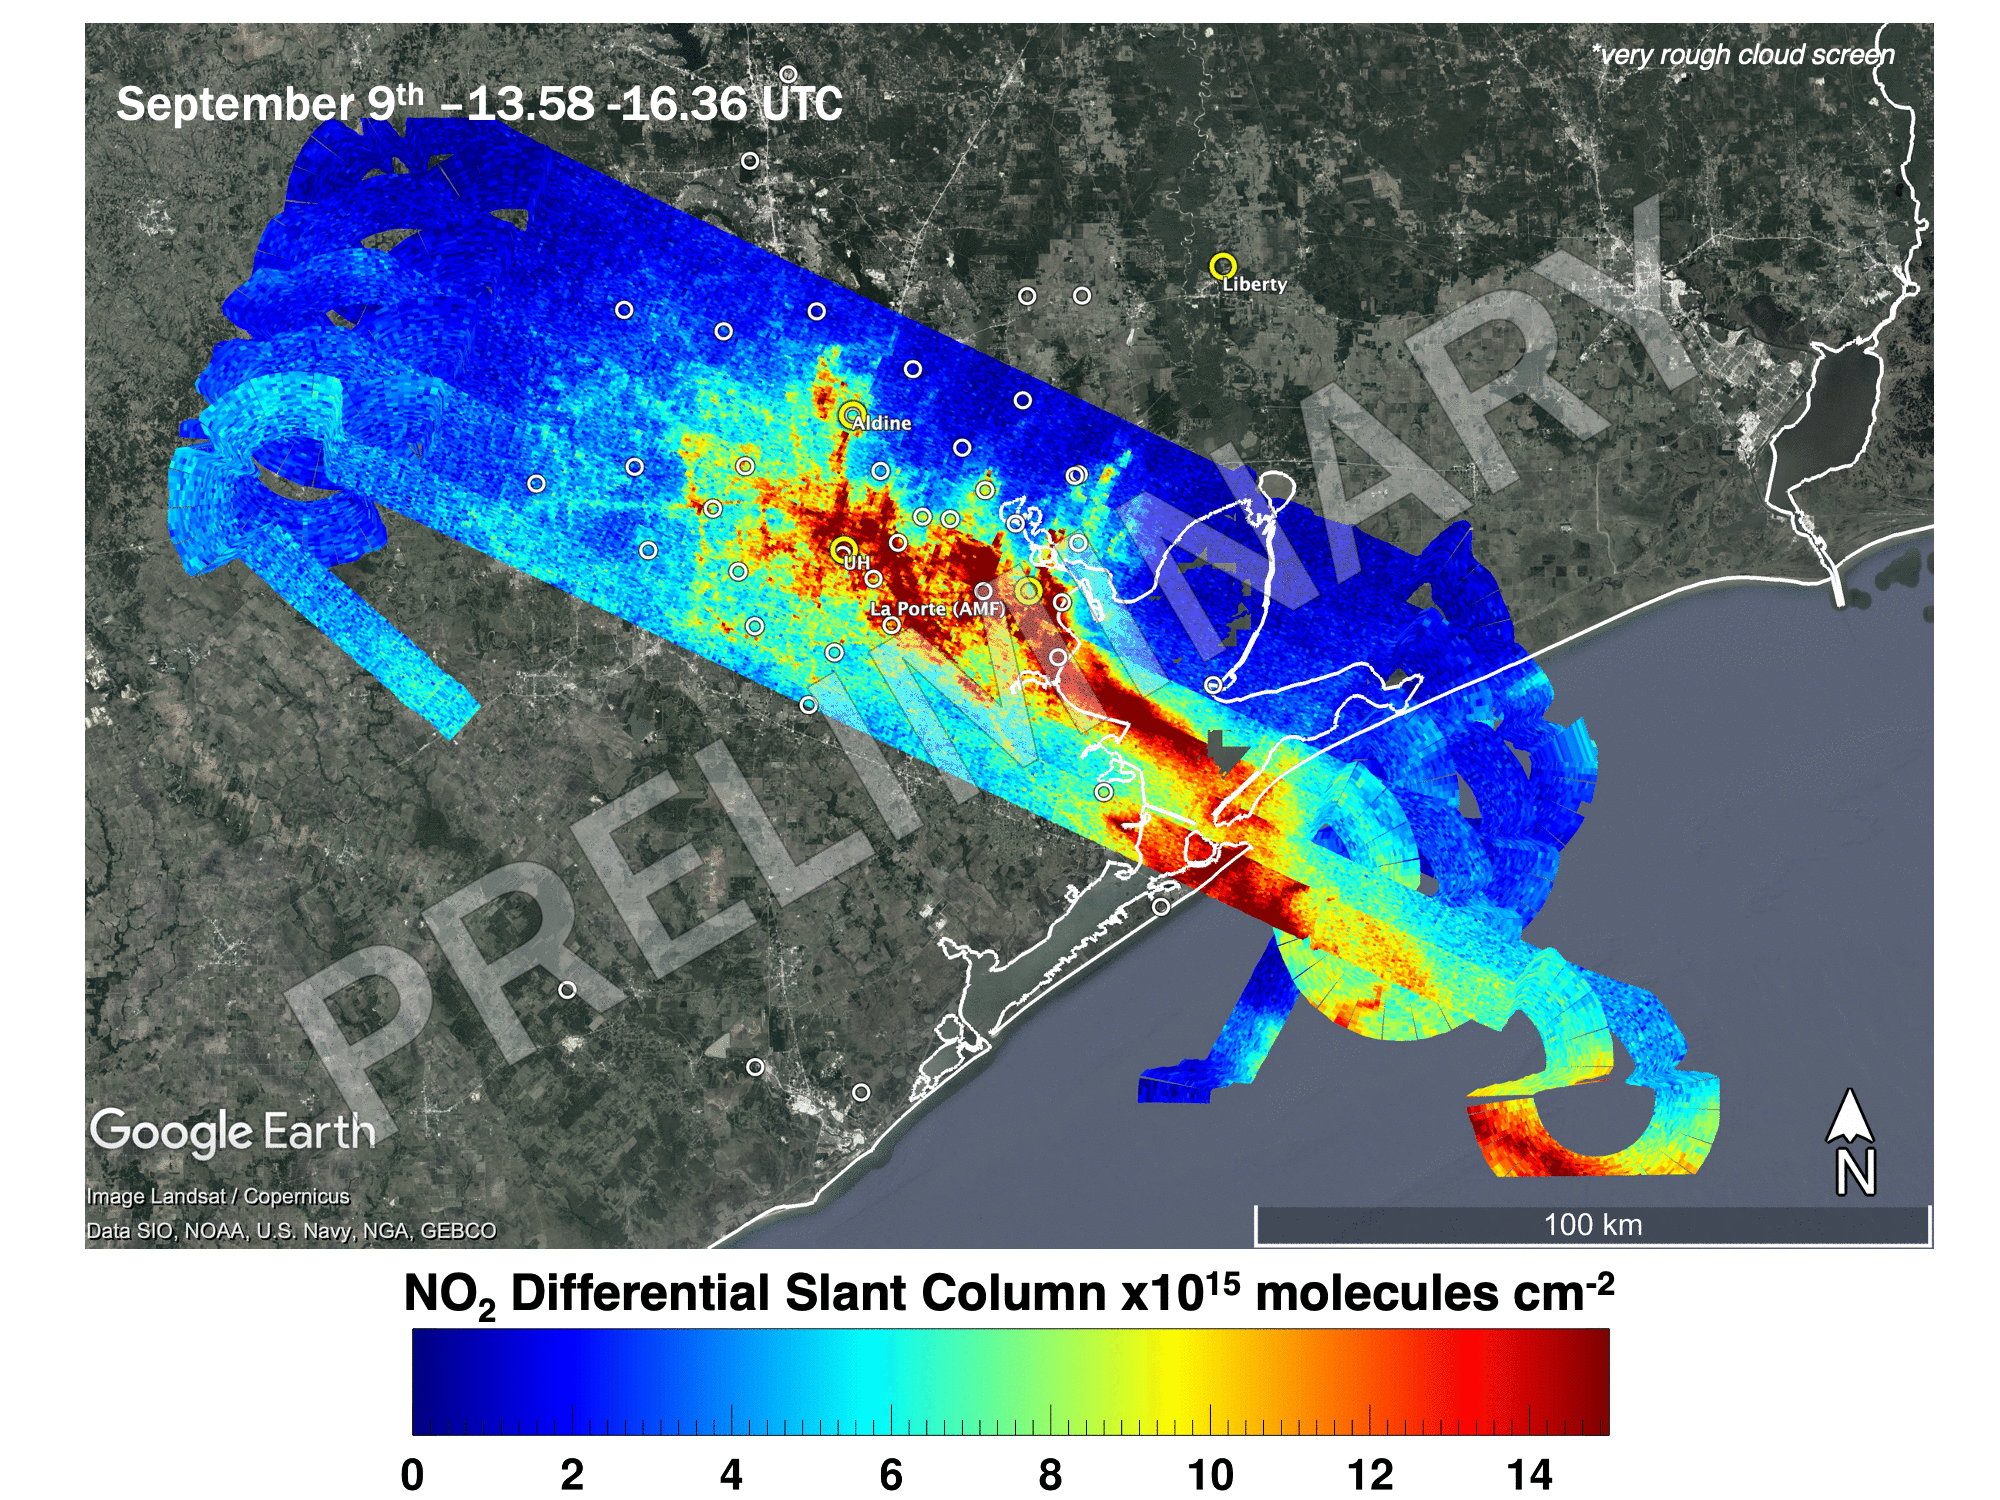 *very rough cloud screen
September 9th –13.58 -16.36 UTC
Liberty
Aldine
UH
La Porte (AMF)
PRELIMINARY
Google Earth
Image Landsat / Copernicus
Data SIO, NOAA, U.S. Navy, NGA, GEBCO
N
100 km
NO2 Differential Slant Column x10^15 molecules cm^-2
0 2 4 6 8 10 12 14